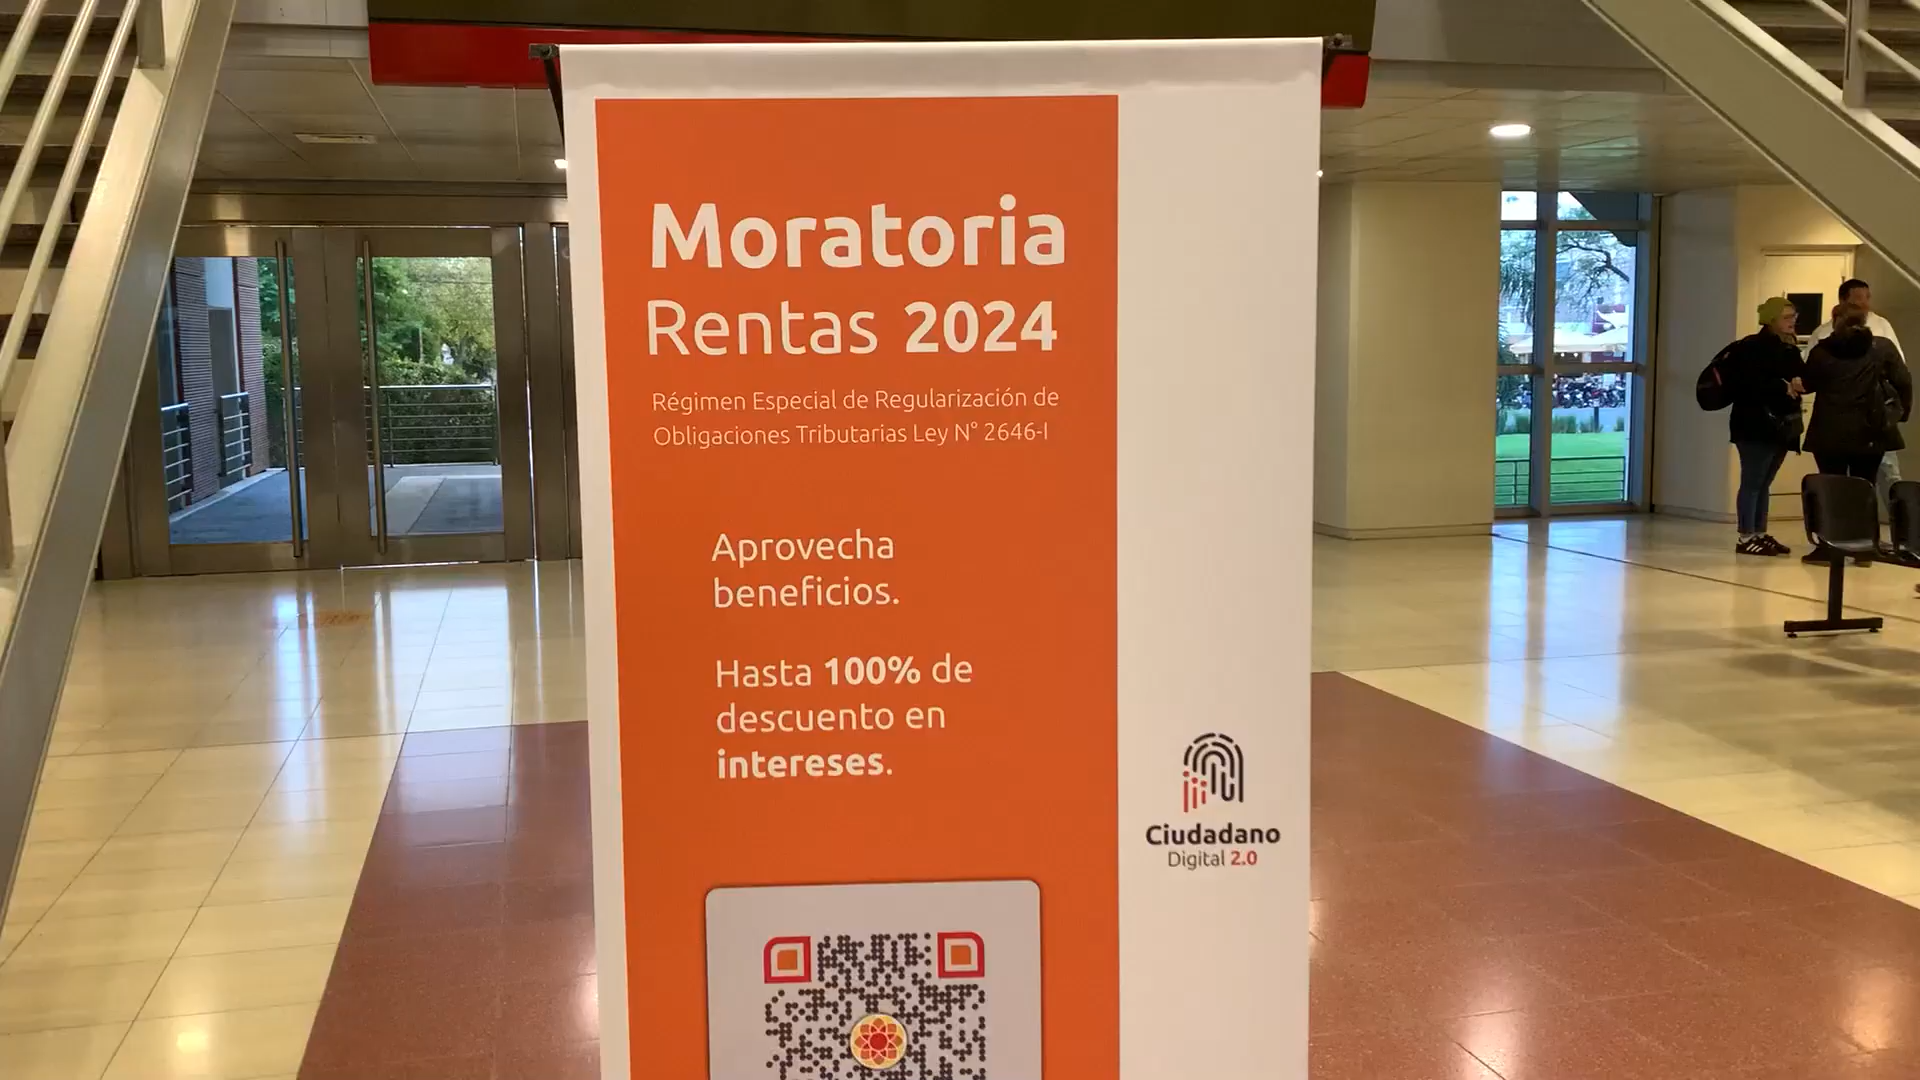 Moratoria
Rentas 2024
Régimen Especial de Regularización de
Obligaciones Tributarias Ley N° 2646-I
Aprovecha
beneficios.
Hasta 100% de
descuento en
intereses.
Ciudadano
Digital 2.0